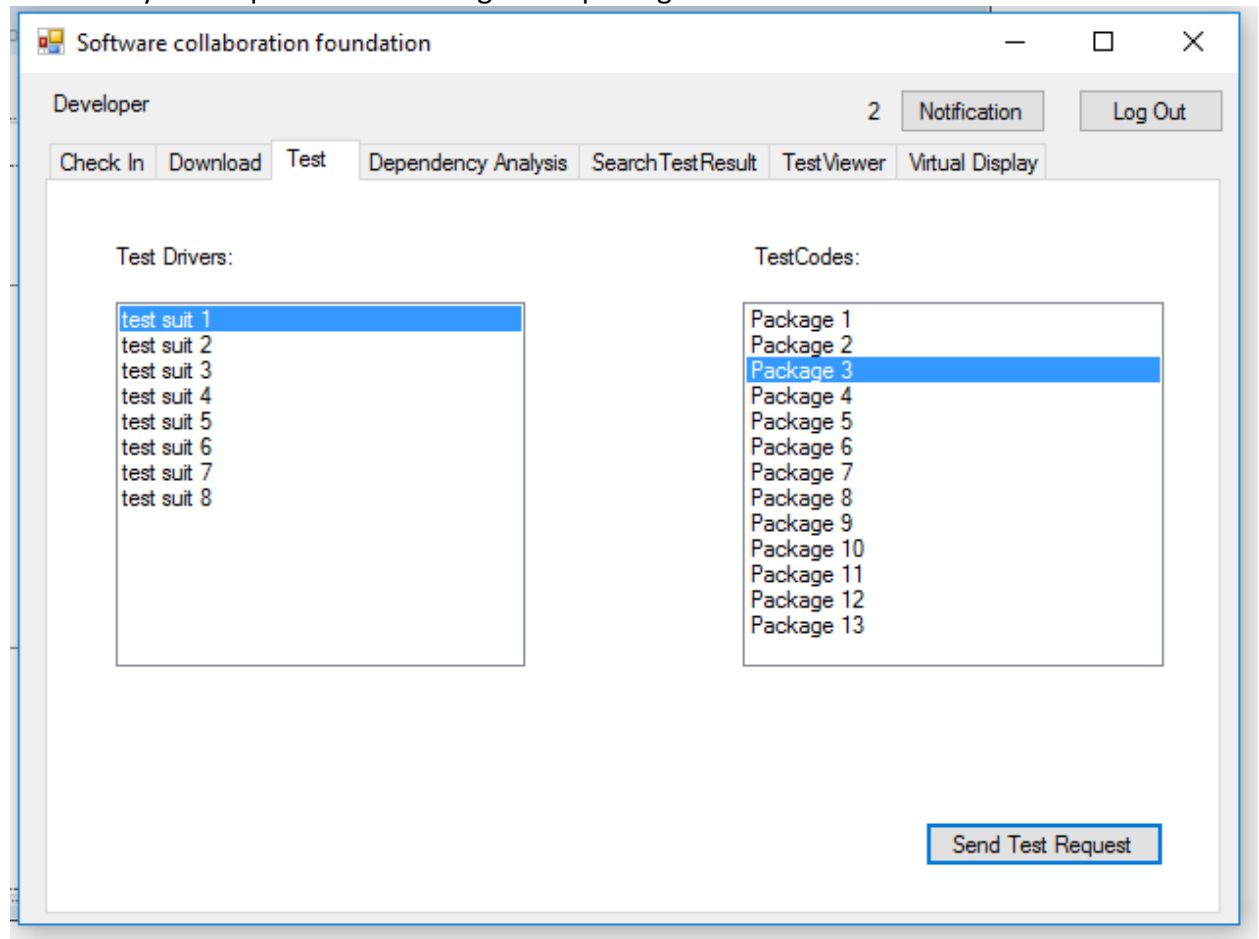 Software collaboration foundation
Developer
2 Notification Log Out
Check In Download Test Dependency Analysis SearchTestResult TestViewer Virtual Display
Test Drivers: TestCodes:
test suit 1
test suit 2
test suit 3
test suit 4
test suit 5
test suit 6
test suit 7
test suit 8
Package 1
Package 2
Package 3
Package 4
Package 5
Package 6
Package 7
Package 8
Package 9
Package 10
Package 11
Package 12
Package 13
Send Test Request